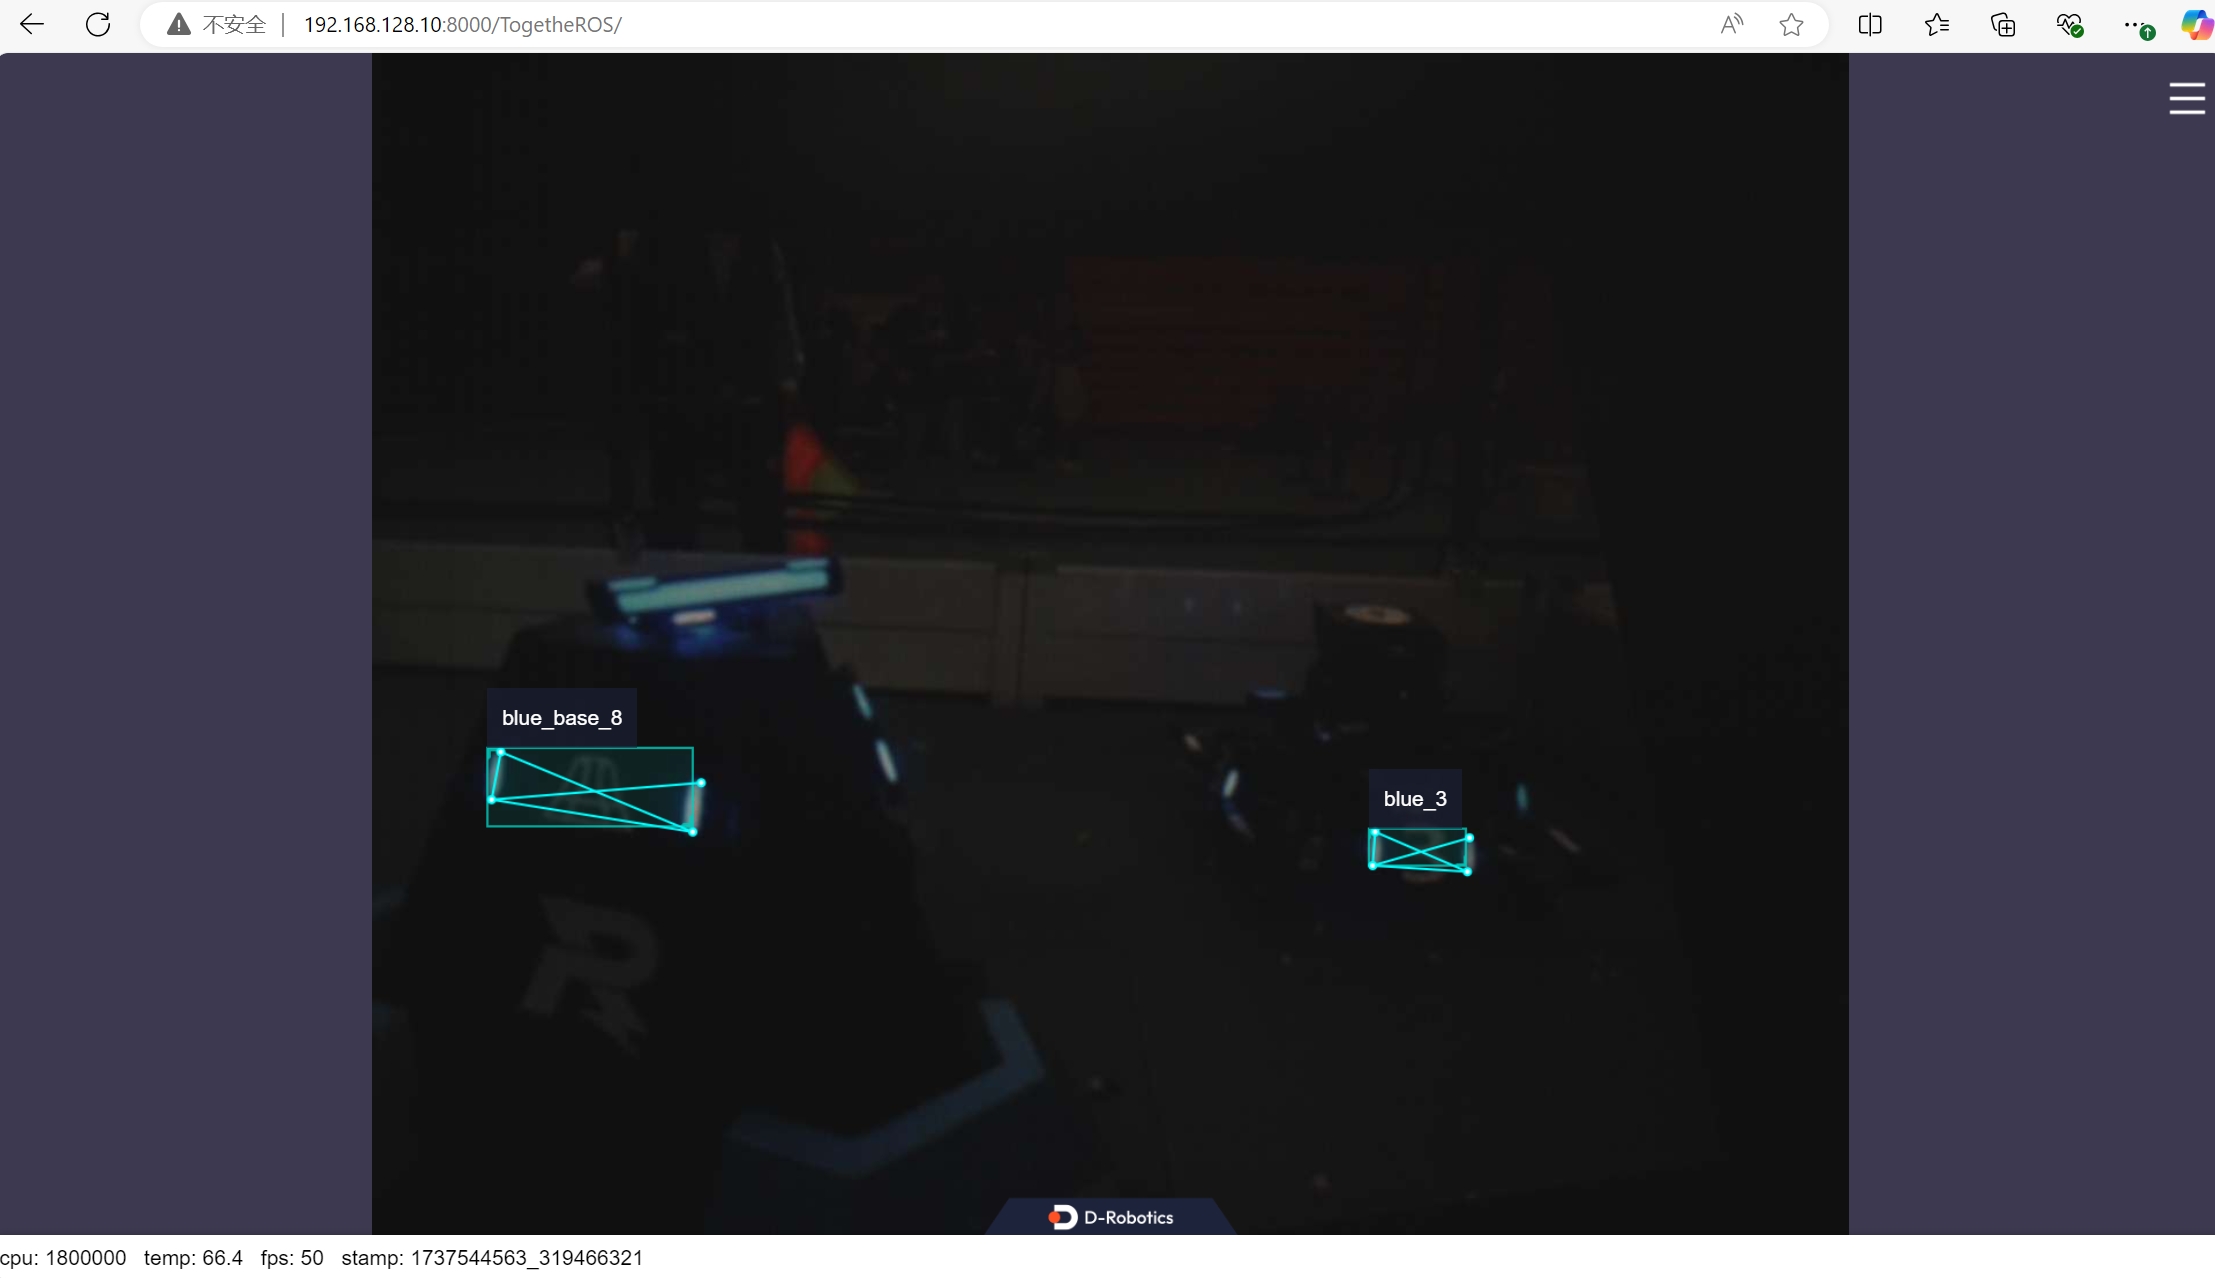 不安全 192.168.128.10:8000/TogetheROS/
blue_base_8
blue_3
R
D-Robotics
cpu: 1800000 temp: 66.4 fps: 50 stamp: 1737544563_319466321